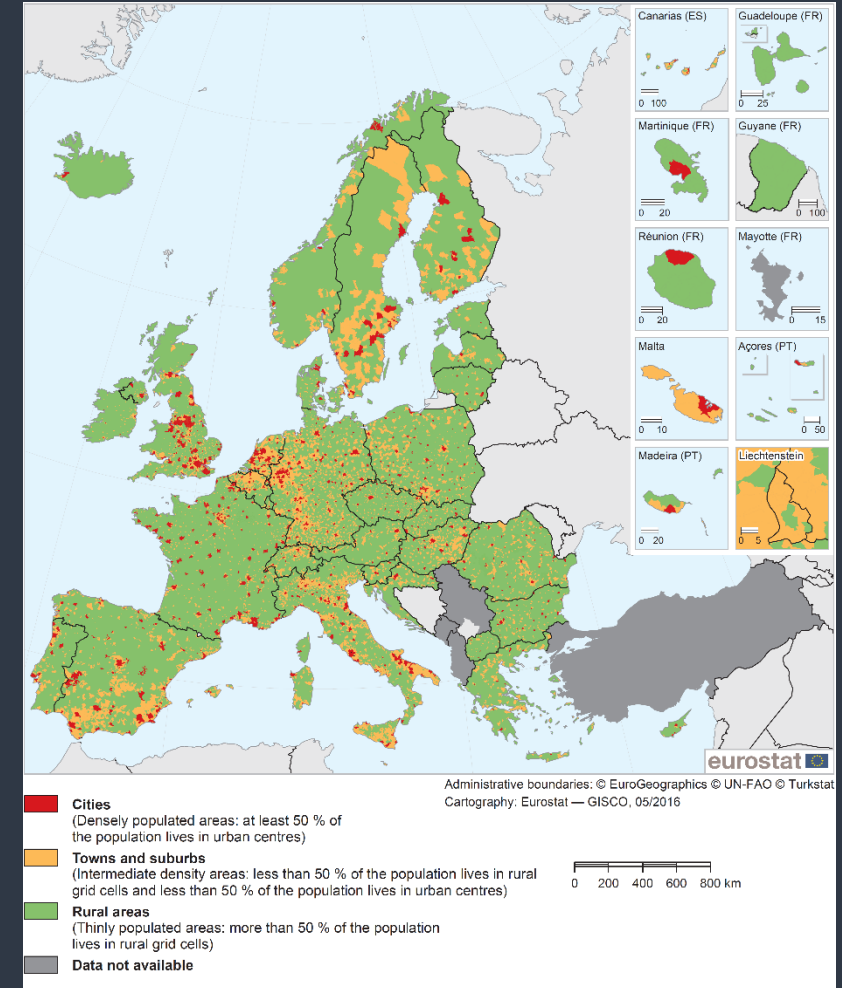 Canarias (ES)
0 100
Guadeloupe (FR)
0 25
Martinique (FR)
0 20
Guyane (FR)
0 100
Réunion (FR)
0 20
Mayotte (FR)
0 15
Malta
0 10
Açores (PT)
0 50
Madeira (PT)
0 20
Liechtenstein
0 5
eurostat
Administrative boundaries: © EuroGeographics © UN-FAO © Turkstat
Cartography: Eurostat — GISCO, 05/2016
Cities
(Densely populated areas: at least 50 % of
the population lives in urban centres)
Towns and suburbs
(Intermediate density areas: less than 50 % of the population lives in rural
grid cells and less than 50 % of the population lives in urban centres)
Rural areas
(Thinly populated areas: more than 50 % of the population
lives in rural grid cells)
Data not available
0 200 400 600 800 km